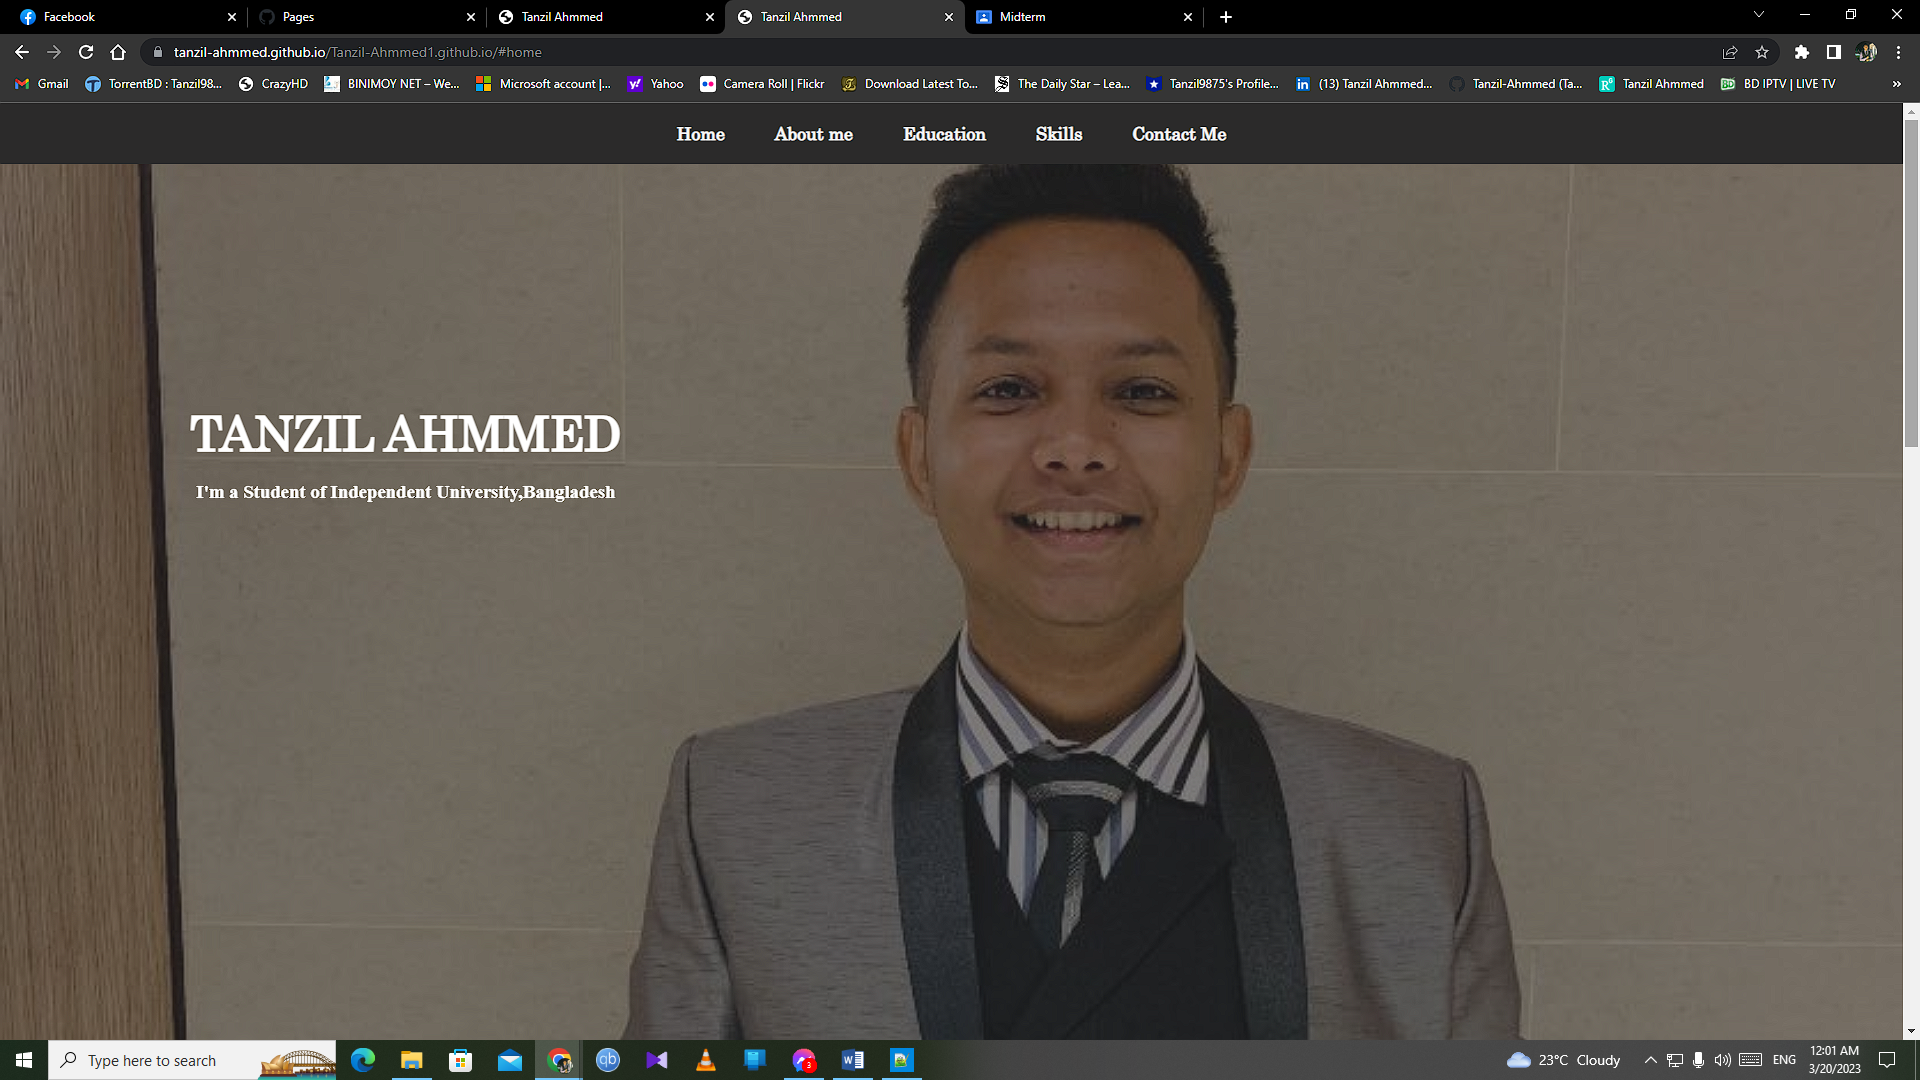 Facebook
Pages
Tanzil Ahmmed
Tanzil Ahmmed
Midterm
tanzil-ahmmed.github.io/Tanzil-Ahmmed1.github.io/#home
Gmail
TorrentBD : Tanzil98...
CrazyHD
BINIMOY NET – We...
Microsoft account |...
Yahoo
Camera Roll | Flickr
Download Latest To...
The Daily Star – Lea...
Tanzil9875's Profile...
(13) Tanzil Ahmmed...
Tanzil-Ahmmed (Ta...
Tanzil Ahmmed
BD IPTV | LIVE TV
Home
About me
Education
Skills
Contact Me
TANZIL AHMMED
I'm a Student of Independent University,Bangladesh
Type here to search
3
23°C Cloudy
ENG
12:01 AM
3/20/2023